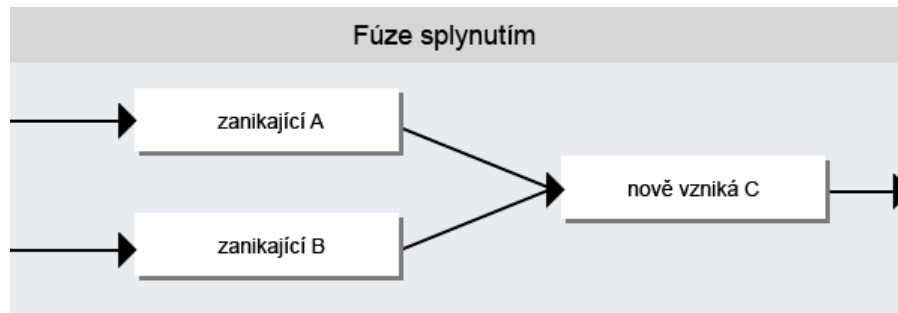 Fúze splynutím
zanikající A
nově vzniká C
zanikající B